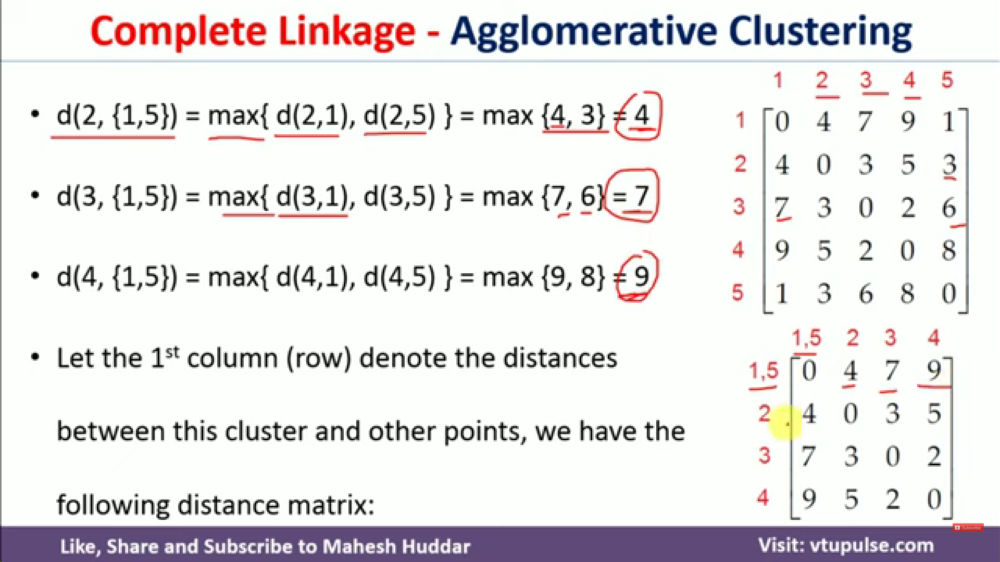 Complete Linkage - Agglomerative Clustering
• d(2, {1,5}) = max{ d(2,1), d(2,5) } = max {4, 3} = 4
• d(3, {1,5}) = max{ d(3,1), d(3,5) } = max {7, 6} = 7
• d(4, {1,5}) = max{ d(4,1), d(4,5) } = max {9, 8} = 9
• Let the 1st column (row) denote the distances
between this cluster and other points, we have the
following distance matrix:
1 2 3 4 5
1 0 4 7 9 1
2 4 0 3 5 3
3 7 3 0 2 6
4 9 5 2 0 8
5 1 3 6 8 0
1,5 2 3 4
1,5 0 4 7 9
2 4 0 3 5
3 7 3 0 2
4 9 5 2 0
Subscribe
Like, Share and Subscribe to Mahesh Huddar
Visit: vtupulse.com